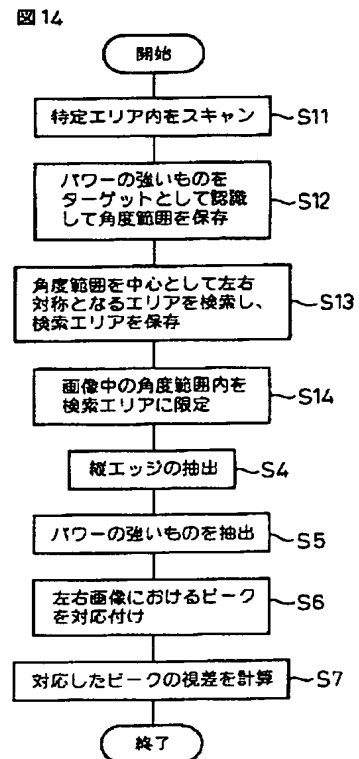 図14
開始
特定エリア内をスキャン
S11
パワーの強いものを
ターゲットとして認識
して角度範囲を保存
S12
角度範囲を中心として左右
対称となるエリアを検索し、
検索エリアを保存
S13
画像中の角度範囲内を
検索エリアに限定
S14
縦エッジの抽出
S4
パワーの強いものを抽出
S5
左右画像におけるピーク
を対応付け
S6
対応したピークの視差を計算
S7
終了